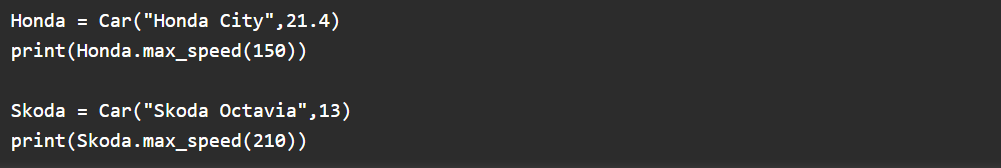 Honda = Car("Honda City",21.4)
print(Honda.max_speed(150))
Skoda = Car("Skoda Octavia",13)
print(Skoda.max_speed(210))